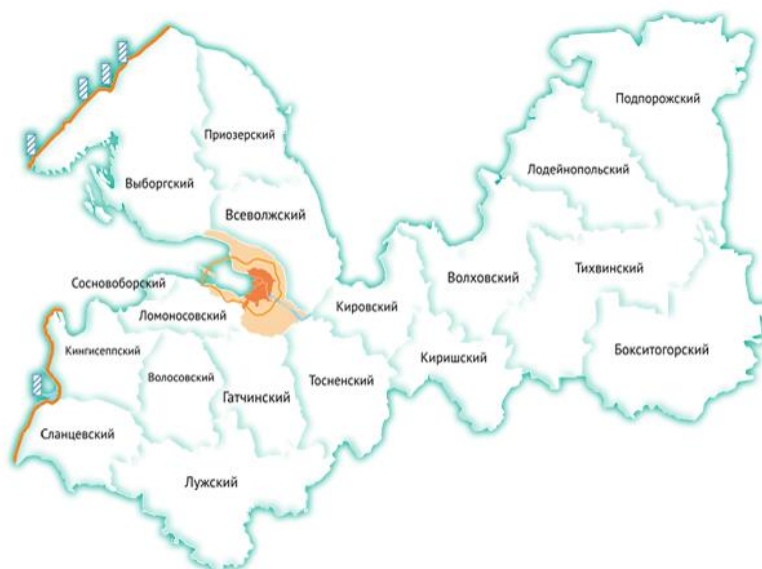 Подпорожский
Приозерский
Лодейнопольский
Выборгский
Всеволжский
Тихвинский
Волховский
Сосновоборский
Кировский
Ломоносовский
Бокситогорский
Кингисеппский
Киришский
Волосовский
Тосненский
Гатчинский
Сланцевский
Лужский